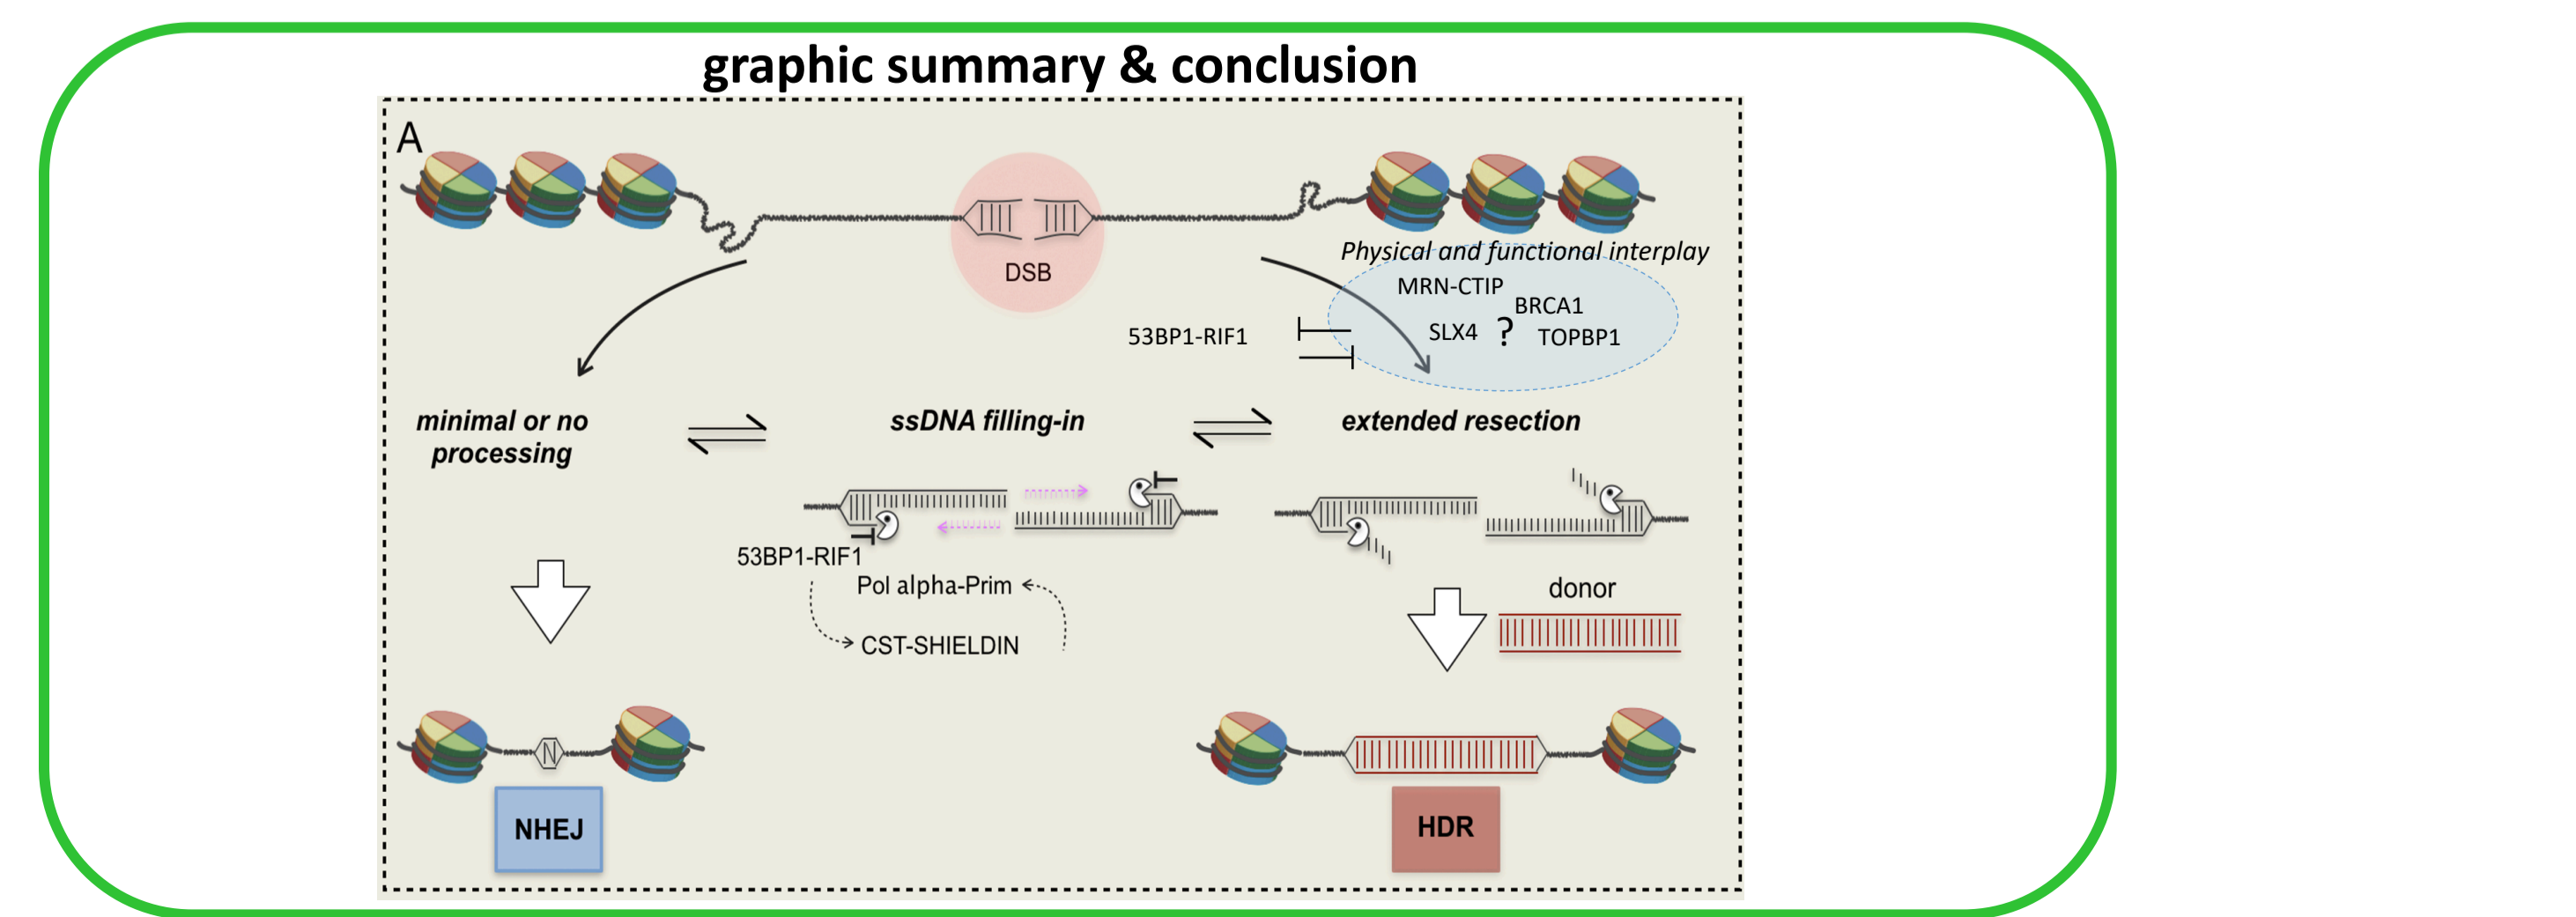 graphic summary & conclusion
A
DSB
Physical and functional interplay
MRN-CTIP
BRCA1
SLX4 ? TOPBP1
53BP1-RIF1
minimal or no
processing
ssDNA filling-in
extended resection
53BP1-RIF1
Pol alpha-Prim
CST-SHIELDIN
donor
N
NHEJ
HDR